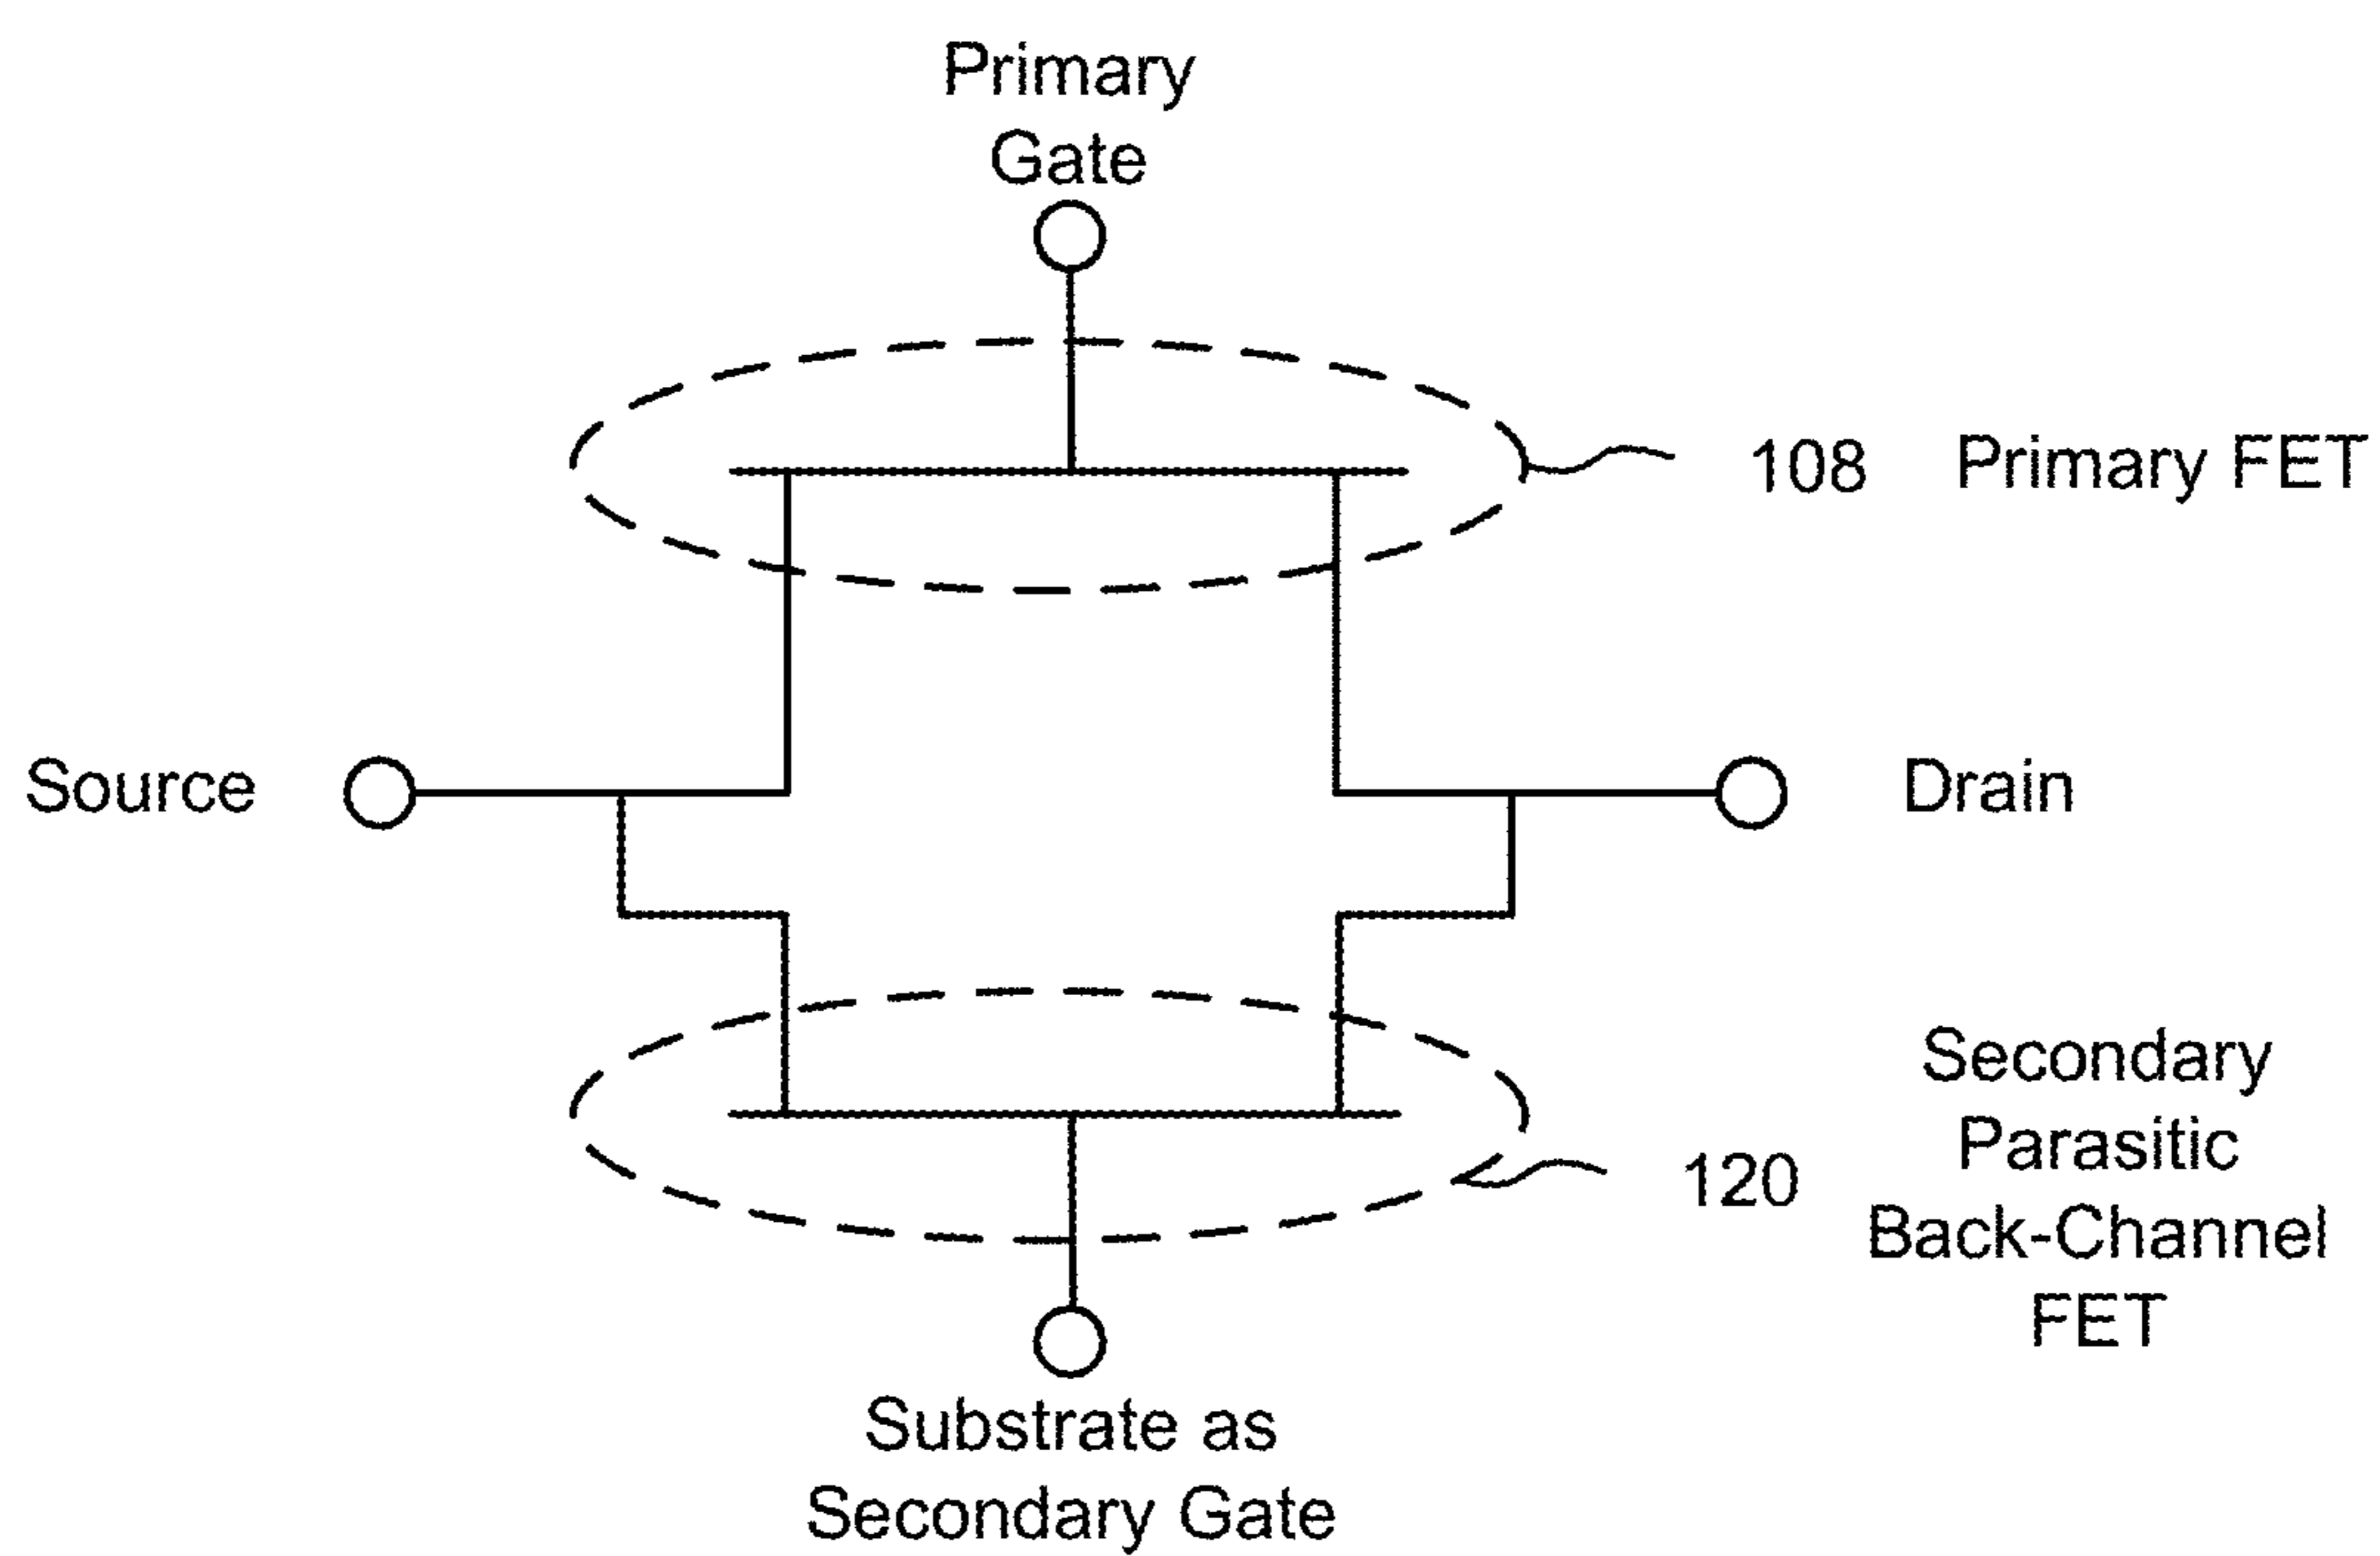 Primary
Gate
108 Primary FET
Source
Drain
Secondary
Parasitic
120
Back-Channel
FET
Substrate as
Secondary Gate